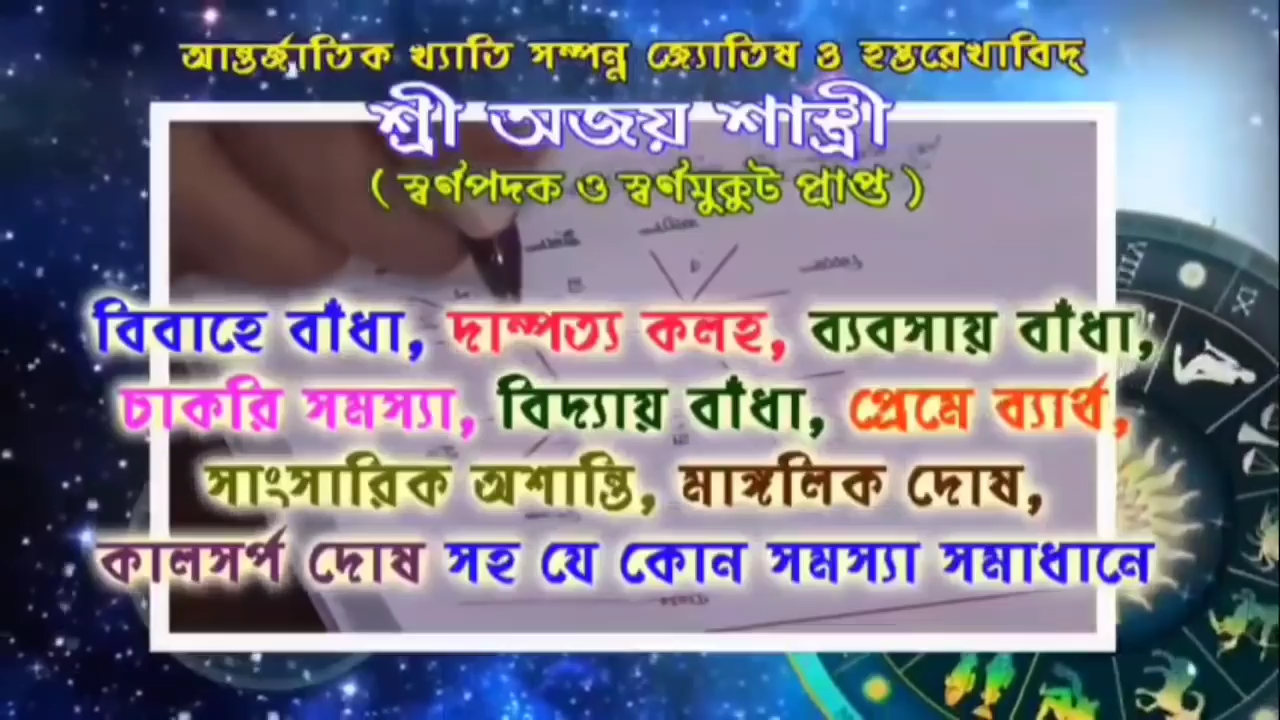 আন্তর্জাতিক খ্যাতি সম্পন্ন জ্যোতিষ ও হস্তরেখাবিদ্
শ্রী অজয় শাস্ত্রী
( স্বর্ণপদক ও স্বর্ণমুকুট প্রাপ্ত )
বিবাহে বাঁধা, দাম্পত্য কলহ, ব্যবসায় বাঁধা,
চাকরি সমস্যা, বিদ্যায় বাঁধা, প্রেমে ব্যার্থ,
সাংসারিক অশান্তি, মাঙ্গলিক দোষ,
কালসর্প দোষ সহ যে কোন সমস্যা সমাধানে